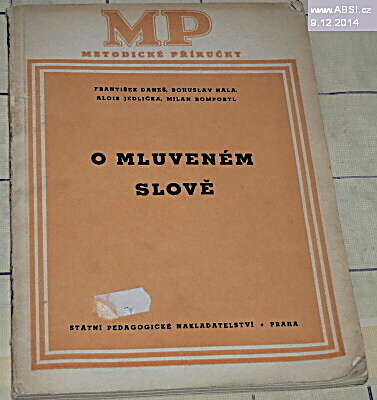 www.ABSI.cz
9.12.2014
MP
METODICKÉ PŘÍRUČKY
FRANTIŠEK DANEŠ, BOHUSLAV HÁLA,
ALOIS JEDLIČKA, MILAN ROMPORTL
O MLUVENÉM
SLOVĚ
STÁTNÍ PEDAGOGICKÉ NAKLADATELSTVÍ • PRAHA